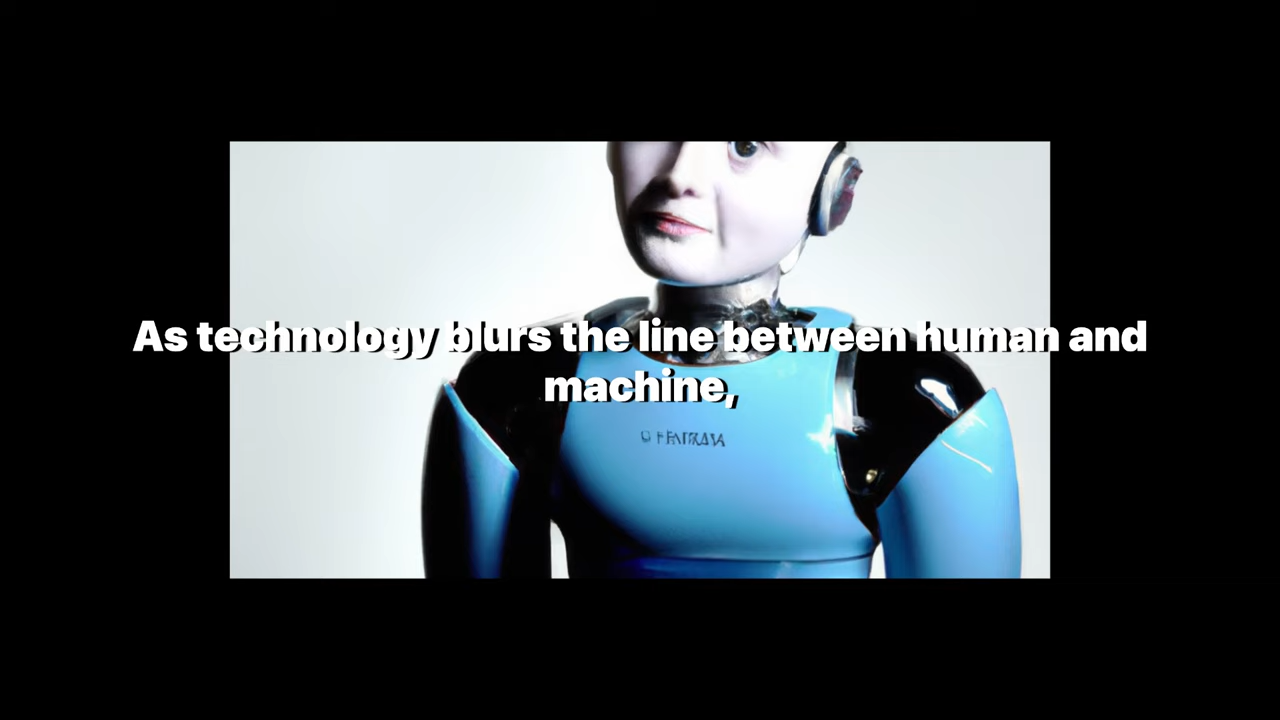 As technology blurs the line between human and
machine,